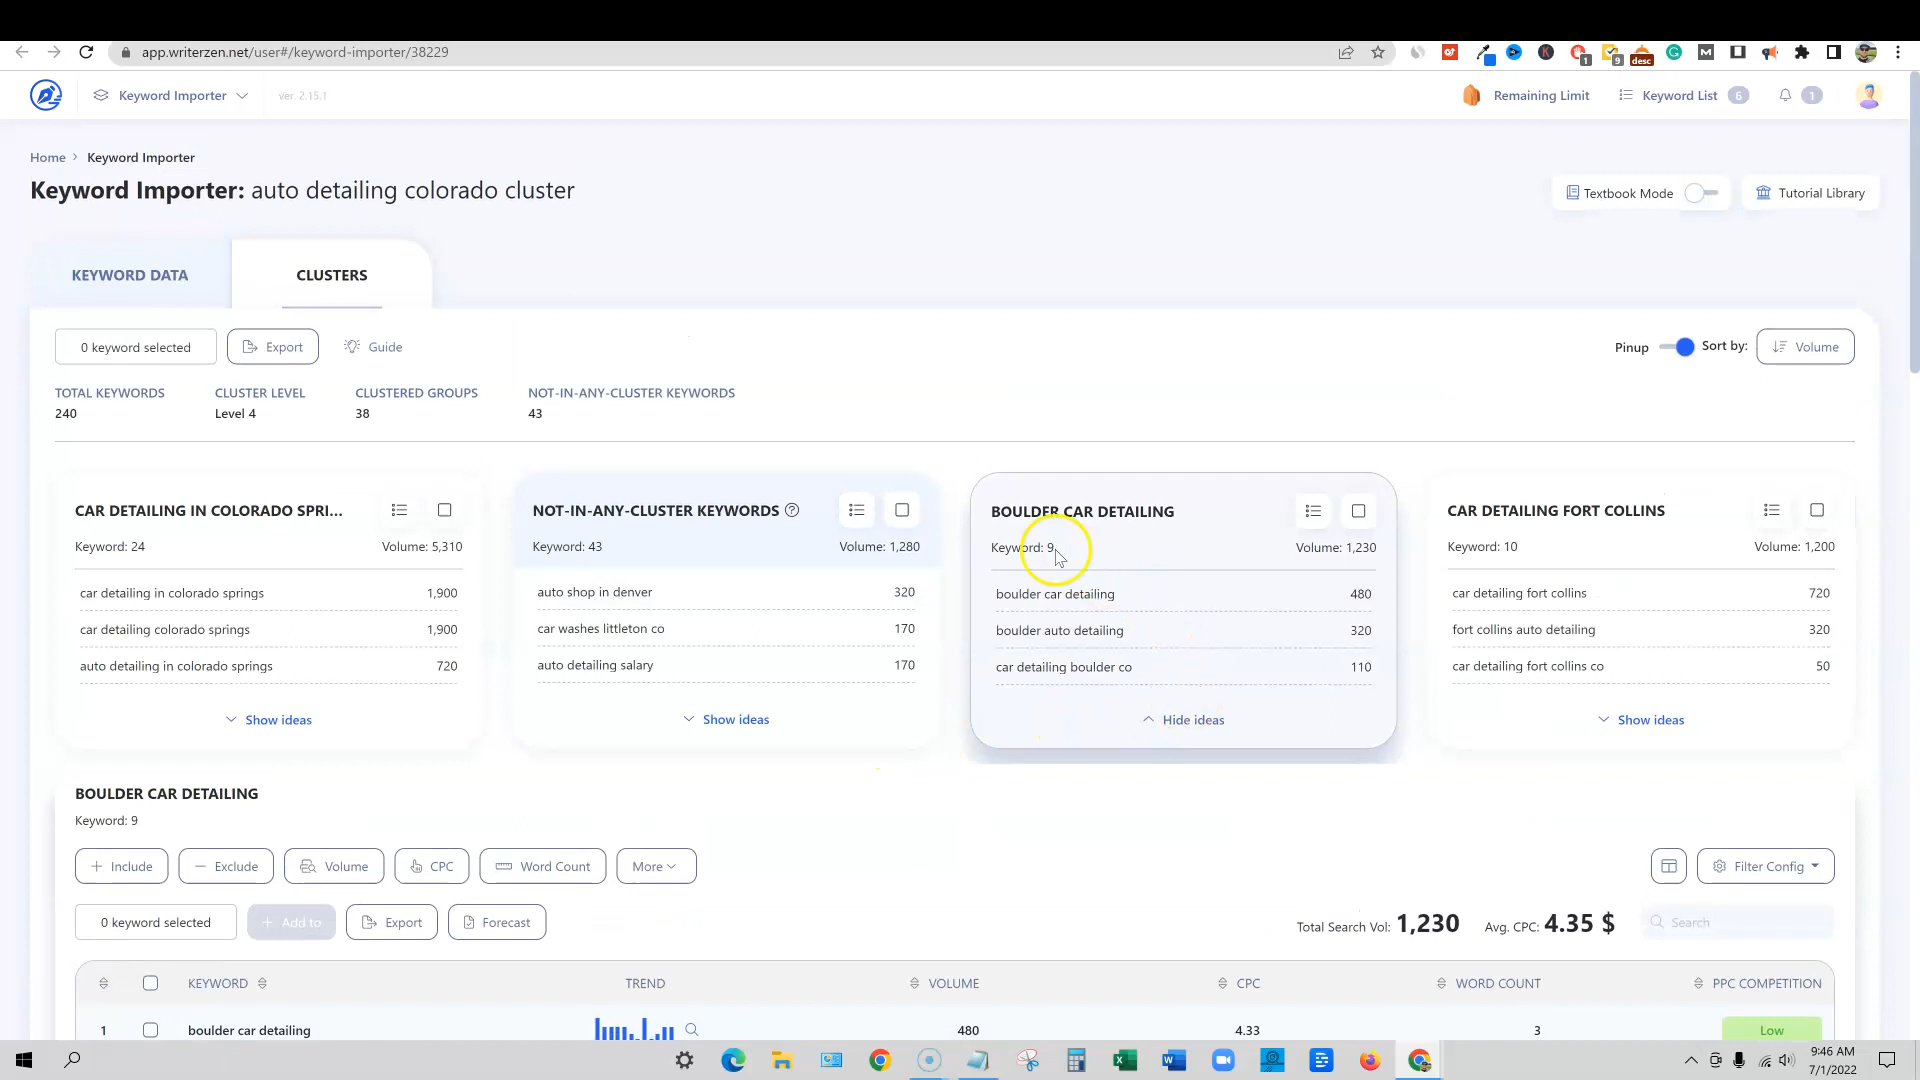 app.writerzen.net/user#/keyword-importer/38229
1
9
desc
Keyword Importer
ver. 2.15.1
Remaining Limit
Keyword List 6
1
Home > Keyword Importer
Keyword Importer: auto detailing colorado cluster
Textbook Mode
Tutorial Library
KEYWORD DATA
CLUSTERS
0 keyword selected
Export
Guide
Pinup
Sort by:
Volume
TOTAL KEYWORDS
CLUSTER LEVEL
CLUSTERED GROUPS
NOT-IN-ANY-CLUSTER KEYWORDS
240
Level 4
38
43
CAR DETAILING IN COLORADO SPRI...
Keyword: 24
Volume: 5,310
car detailing in colorado springs 1,900
car detailing colorado springs 1,900
auto detailing in colorado springs 720
Show ideas
NOT-IN-ANY-CLUSTER KEYWORDS
Keyword: 43
Volume: 1,280
auto shop in denver 320
car washes littleton co 170
auto detailing salary 170
Show ideas
BOULDER CAR DETAILING
Keyword: 9
Volume: 1,230
boulder car detailing 480
boulder auto detailing 320
car detailing boulder co 110
Hide ideas
CAR DETAILING FORT COLLINS
Keyword: 10
Volume: 1,200
car detailing fort collins 720
fort collins auto detailing 320
car detailing fort collins co 50
Show ideas
BOULDER CAR DETAILING
Keyword: 9
+ Include
− Exclude
Volume
CPC
Word Count
More
Filter Config
0 keyword selected
+ Add to
Export
Forecast
Total Search Vol: 1,230
Avg. CPC: 4.35 $
Search
KEYWORD
TREND
VOLUME
CPC
WORD COUNT
PPC COMPETITION
1 boulder car detailing 480 4.33 3 Low
9:46 AM
7/1/2022